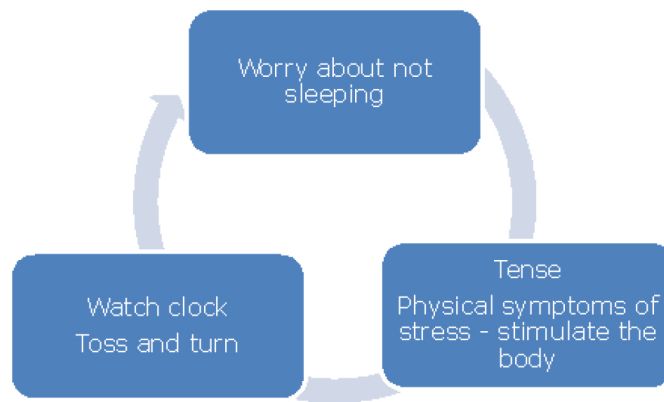 Worry about not
sleeping
Tense
Physical symptoms of
stress - stimulate the
body
Watch clock
Toss and turn